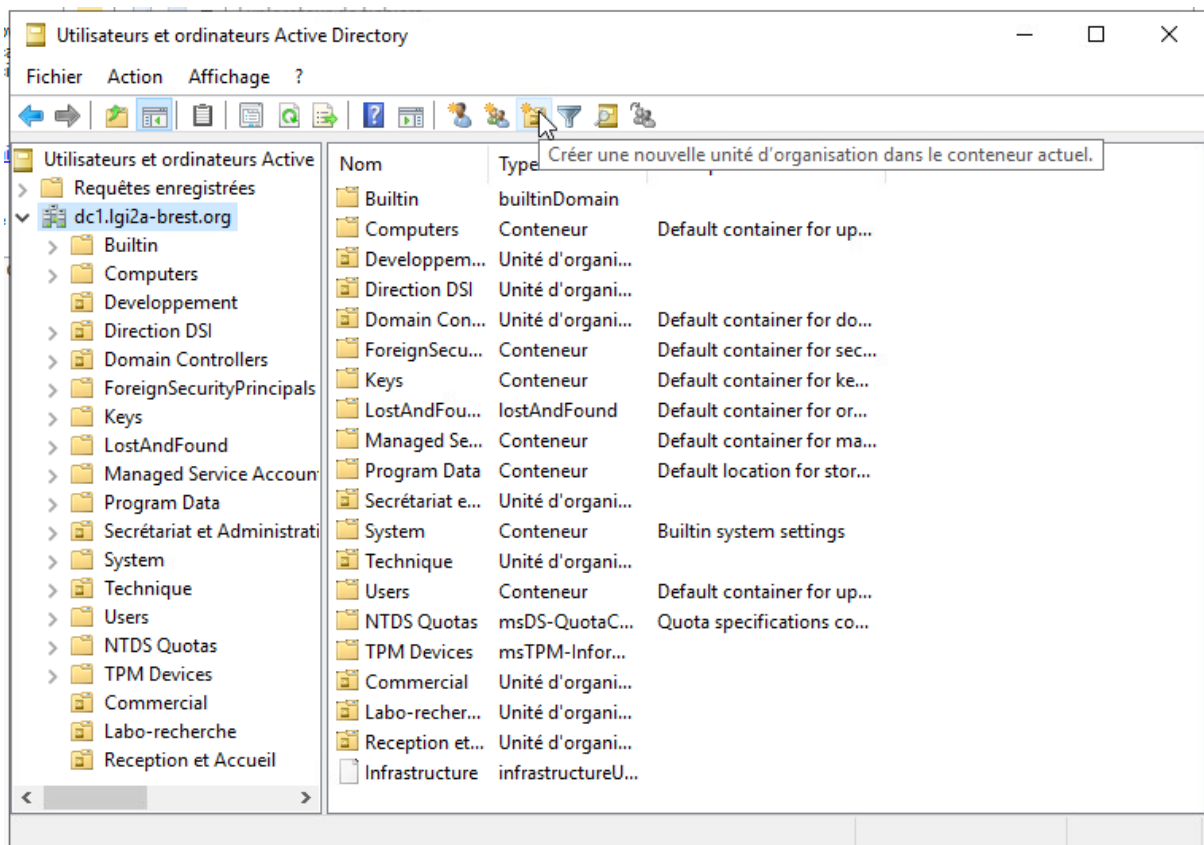 Utilisateurs et ordinateurs Active Directory
Fichier Action Affichage ?
Créer une nouvelle unité d'organisation dans le conteneur actuel.
Utilisateurs et ordinateurs Active
Requêtes enregistrées
dc1.lgi2a-brest.org
Builtin
Computers
Developpement
Direction DSI
Domain Controllers
ForeignSecurityPrincipals
Keys
LostAndFound
Managed Service Accoun
Program Data
Secrétariat et Administrati
System
Technique
Users
NTDS Quotas
TPM Devices
Commercial
Labo-recherche
Reception et Accueil
Nom Type
Builtin builtinDomain
Computers Conteneur Default container for up...
Developpem... Unité d'organi...
Direction DSI Unité d'organi...
Domain Con... Unité d'organi... Default container for do...
ForeignSecu... Conteneur Default container for sec...
Keys Conteneur Default container for ke...
LostAndFou... lostAndFound Default container for or...
Managed Se... Conteneur Default container for ma...
Program Data Conteneur Default location for stor...
Secrétariat e... Unité d'organi...
System Conteneur Builtin system settings
Technique Unité d'organi...
Users Conteneur Default container for up...
NTDS Quotas msDS-QuotaC... Quota specifications co...
TPM Devices msTPM-Infor...
Commercial Unité d'organi...
Labo-recher... Unité d'organi...
Reception et... Unité d'organi...
Infrastructure infrastructureU...